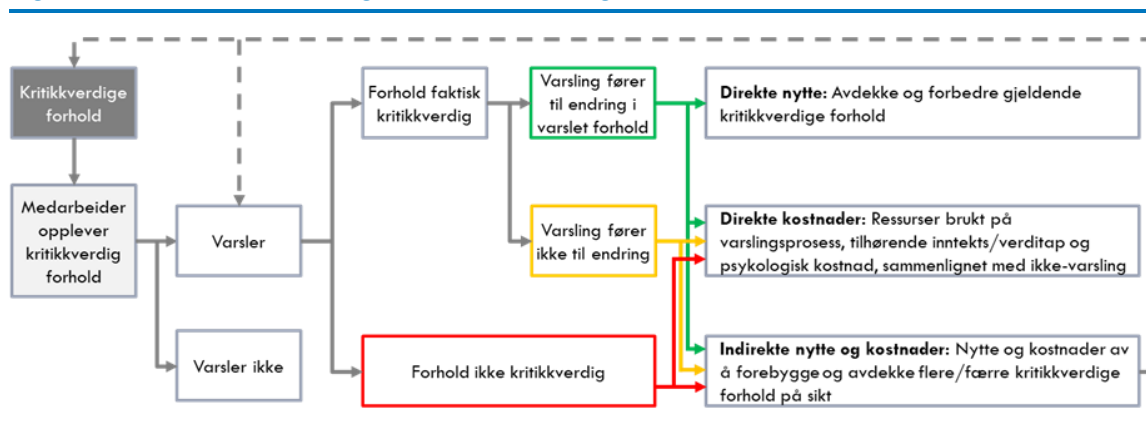 Kritikkverdige
forhold
Medarbeider
opplever
kritikkverdig
forhold
Varsler
Varsler ikke
Forhold faktisk
kritikkverdig
Varsling fører
til endring i
varslet forhold
Varsling fører
ikke til endring
Forhold ikke kritikkverdig
Direkte nytte: Avdekke og forbedre gjeldende
kritikkverdige forhold
Direkte kostnader: Ressurser brukt på
varslingsprosess, tilhørende inntekts/verditap og
psykologisk kostnad, sammenlignet med ikke-varsling
Indirekte nytte og kostnader: Nytte og kostnader av
å forebygge og avdekke flere/færre kritikkverdige
forhold på sikt